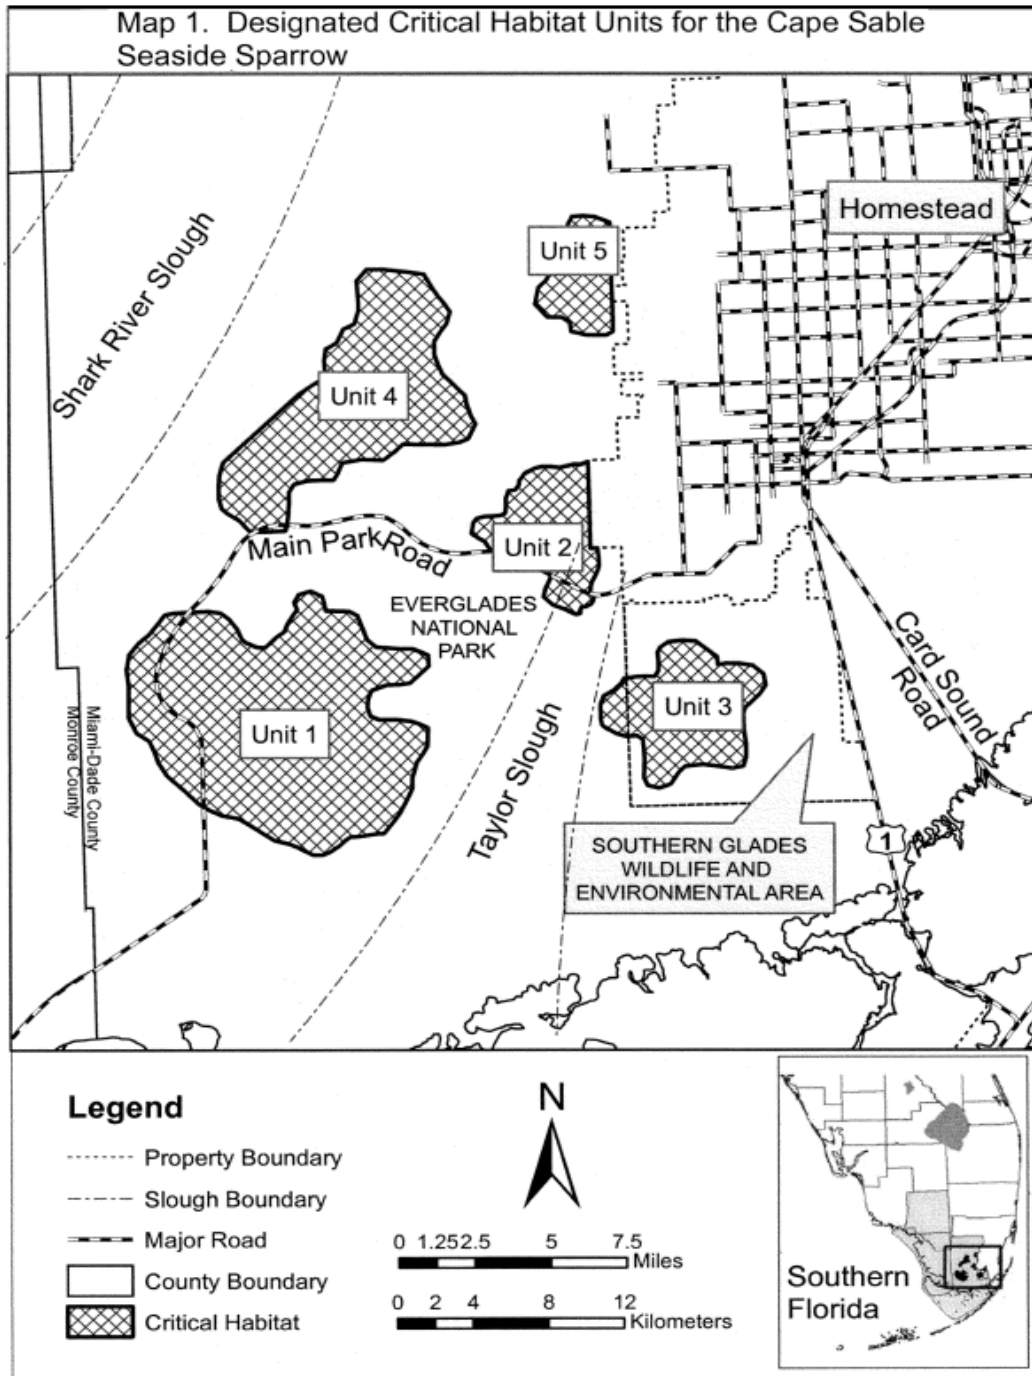 Map 1.  Designated Critical Habitat Units for the Cape Sable
Seaside Sparrow
Homestead
Shark River Slough
Unit 5
Unit 4
Main Park Road
Unit 2
EVERGLADES
NATIONAL
PARK
Card Sound
Road
Unit 3
Unit 1
Miami-Dade County
Monroe County
Taylor Slough
1
SOUTHERN GLADES
WILDLIFE AND
ENVIRONMENTAL AREA
Legend
Property Boundary
Slough Boundary
Major Road
County Boundary
Critical Habitat
N
0 1.25 2.5 5 7.5
Miles
0 2 4 8 12
Kilometers
Southern
Florida